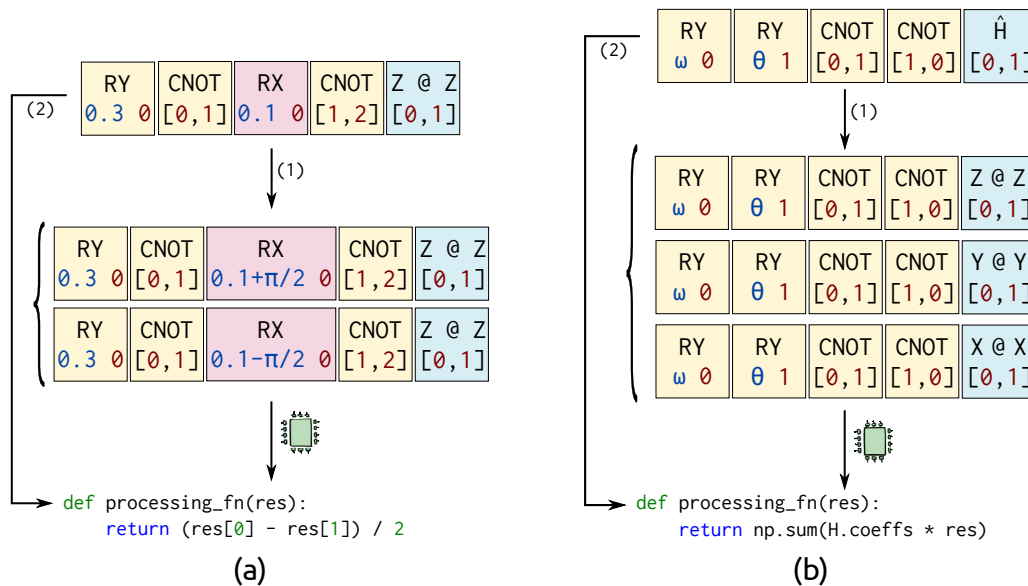 RY RY CNOT CNOT Ĥ
ω 0 θ 1 [0,1] [1,0] [0,1]
(2)
RY CNOT RX CNOT Z @ Z
0.3 0 [0,1] 0.1 0 [1,2] [0,1]
(2)
(1)
(1)
RY RY CNOT CNOT Z @ Z
ω 0 θ 1 [0,1] [1,0] [0,1]
RY CNOT RX CNOT Z @ Z
0.3 0 [0,1] 0.1+π/2 0 [1,2] [0,1]
RY RY CNOT CNOT Y @ Y
ω 0 θ 1 [0,1] [1,0] [0,1]
RY CNOT RX CNOT Z @ Z
0.3 0 [0,1] 0.1−π/2 0 [1,2] [0,1]
RY RY CNOT CNOT X @ X
ω 0 θ 1 [0,1] [1,0] [0,1]
def processing_fn(res):
return (res[0] - res[1]) / 2
def processing_fn(res):
return np.sum(H.coeffs * res)
(a)
(b)